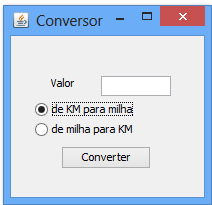 Conversor
Valor
de KM para milha
de milha para KM
Converter